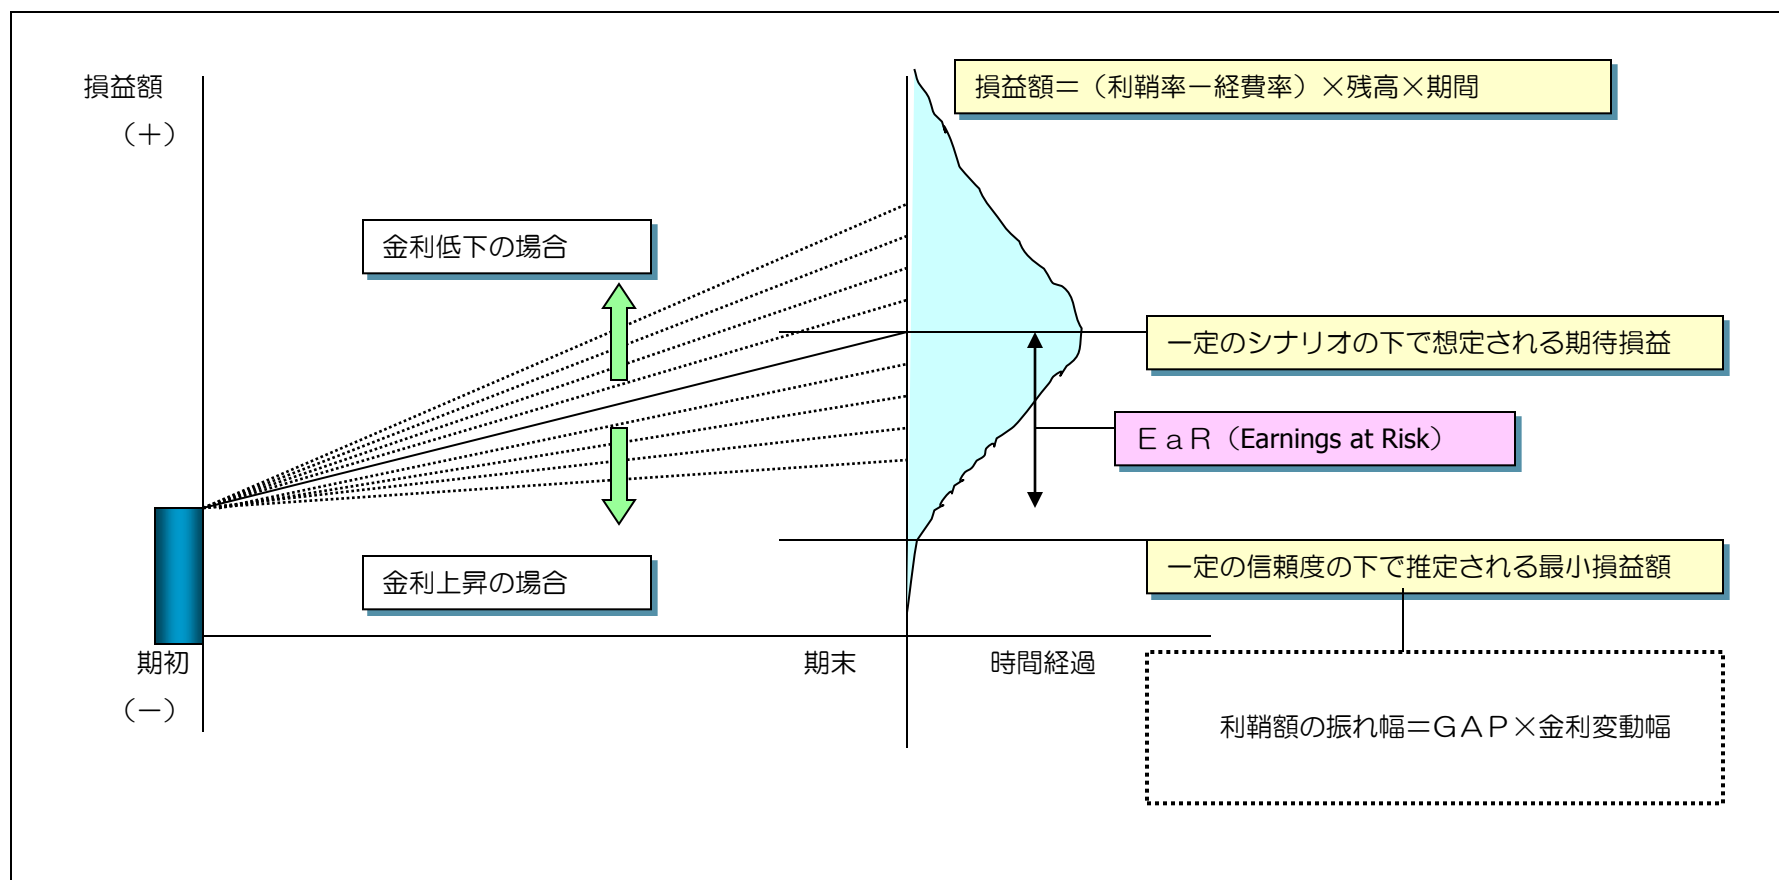 損益額
（＋）
損益額＝（利鞘率－経費率）×残高×期間
金利低下の場合
一定のシナリオの下で想定される期待損益
ＥａＲ（Earnings at Risk）
金利上昇の場合
一定の信頼度の下で推定される最小損益額
期初
期末
時間経過
（－）
利鞘額の振れ幅＝ＧＡＰ×金利変動幅